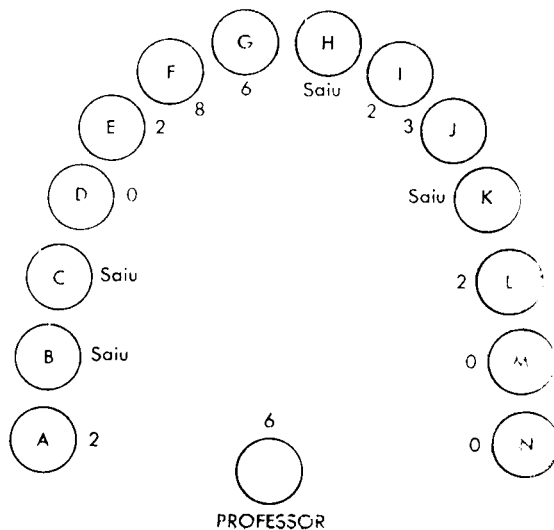 G H
F I
6 Saiu
8 2
E 2 3 J
D 0 Saiu K
C Saiu 2 L
B Saiu 0 M
A 2 6 0 N
PROFESSOR